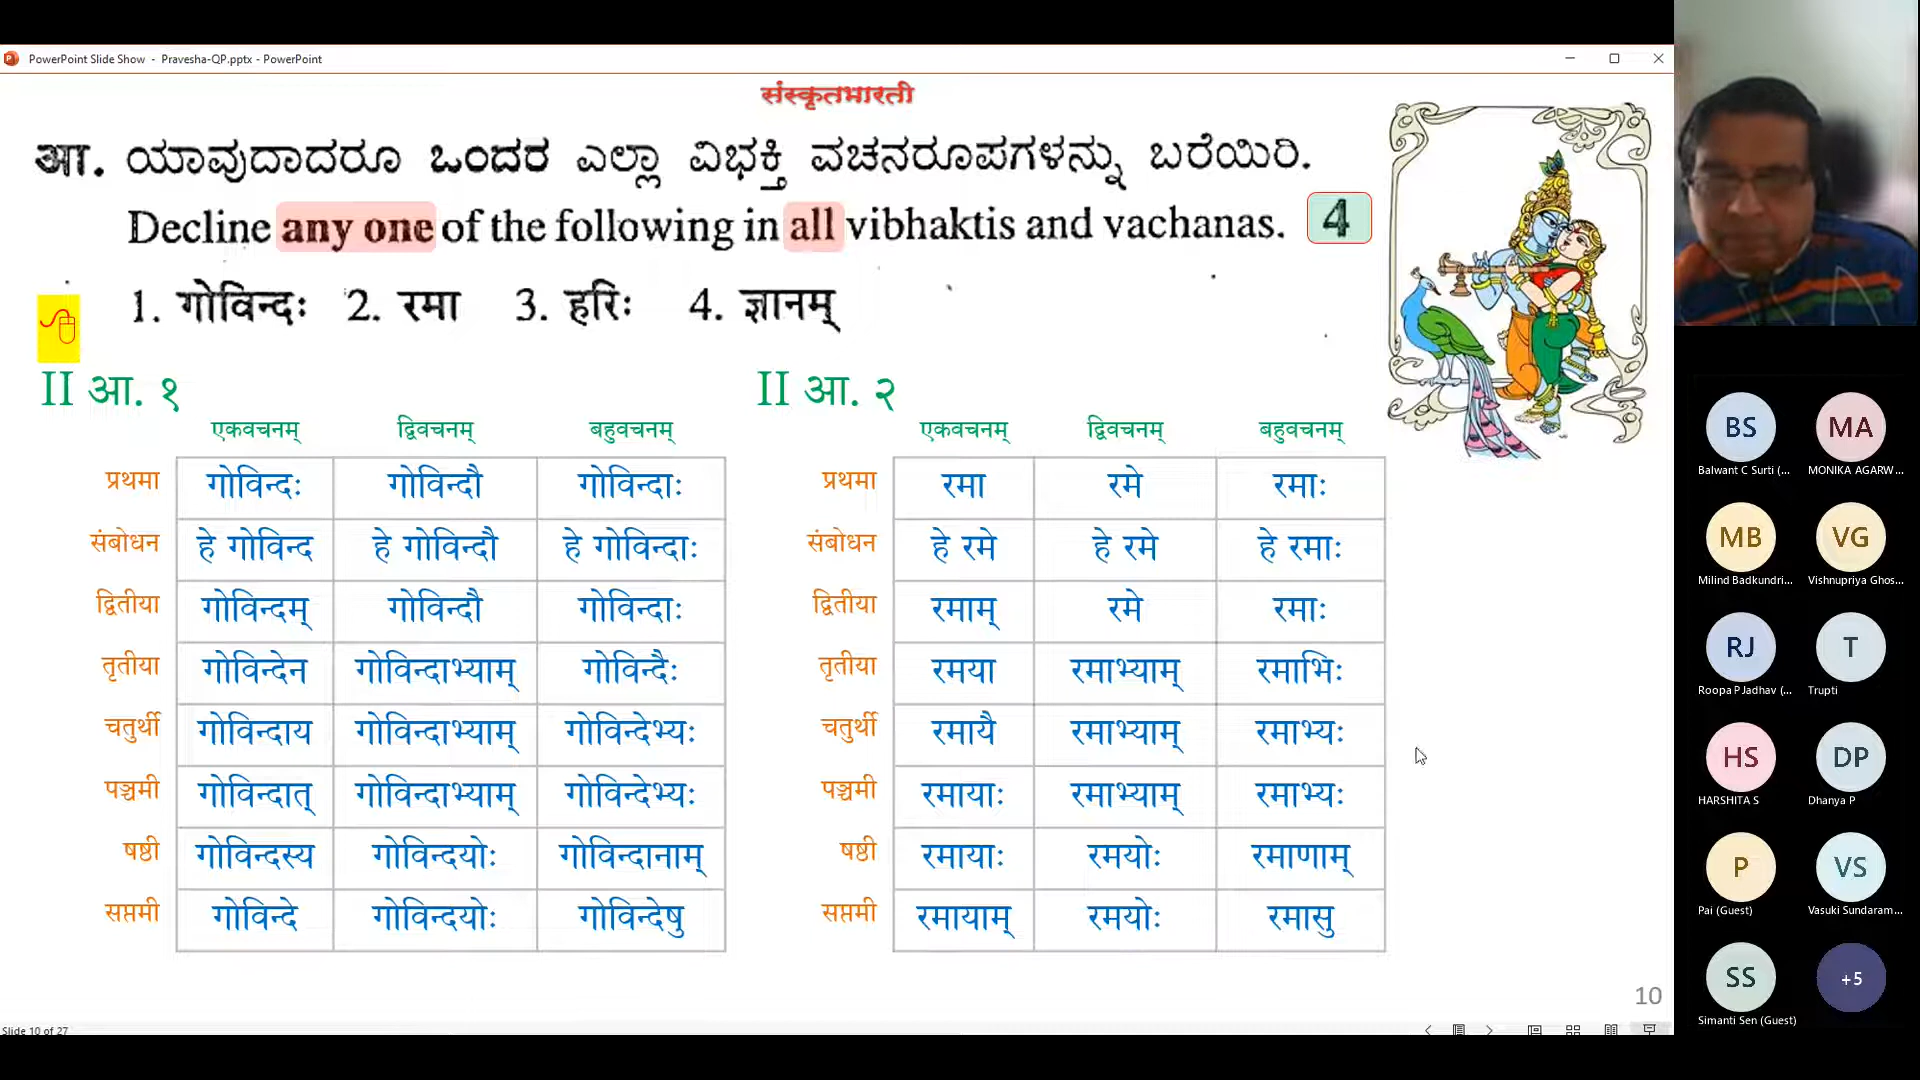 PowerPoint Slide Show - Pravesha-QP.pptx - PowerPoint
संस्कृतभारती
आ. ಯಾವುದಾದರೂ ಒಂದರ ಎಲ್ಲಾ ವಿಭಕ್ತಿ ವಚನರೂಪಗಳನ್ನು ಬರೆಯಿರಿ.
Decline any one of the following in all vibhaktis and vachanas. 4
1. गोविन्दः 2. रमा 3. हरिः 4. ज्ञानम्
II आ. १
एकवचनम् द्विवचनम् बहुवचनम्
प्रथमा गोविन्दः गोविन्दौ गोविन्दाः
संबोधन हे गोविन्द हे गोविन्दौ हे गोविन्दाः
द्वितीया गोविन्दम् गोविन्दौ गोविन्दाः
तृतीया गोविन्देन गोविन्दाभ्याम् गोविन्दैः
चतुर्थी गोविन्दाय गोविन्दाभ्याम् गोविन्देभ्यः
पञ्चमी गोविन्दात् गोविन्दाभ्याम् गोविन्देभ्यः
षष्ठी गोविन्दस्य गोविन्दयोः गोविन्दानाम्
सप्तमी गोविन्दे गोविन्दयोः गोविन्देषु
II आ. २
एकवचनम् द्विवचनम् बहुवचनम्
प्रथमा रमा रमे रमाः
संबोधन हे रमे हे रमे हे रमाः
द्वितीया रमाम् रमे रमाः
तृतीया रमया रमाभ्याम् रमाभिः
चतुर्थी रमायै रमाभ्याम् रमाभ्यः
पञ्चमी रमायाः रमाभ्याम् रमाभ्यः
षष्ठी रमायाः रमयोः रमाणाम्
सप्तमी रमायाम् रमयोः रमासु
10
Slide 10 of 27
BS MA
Balwant C Surti (... MONIKA AGARW...
MB VG
Milind Badkundri... Vishnupriya Ghos...
RJ T
Roopa P Jadhav (... Trupti
HS DP
HARSHITA S Dhanya P
P VS
Pai (Guest) Vasuki Sundaram...
SS +5
Simanti Sen (Guest)